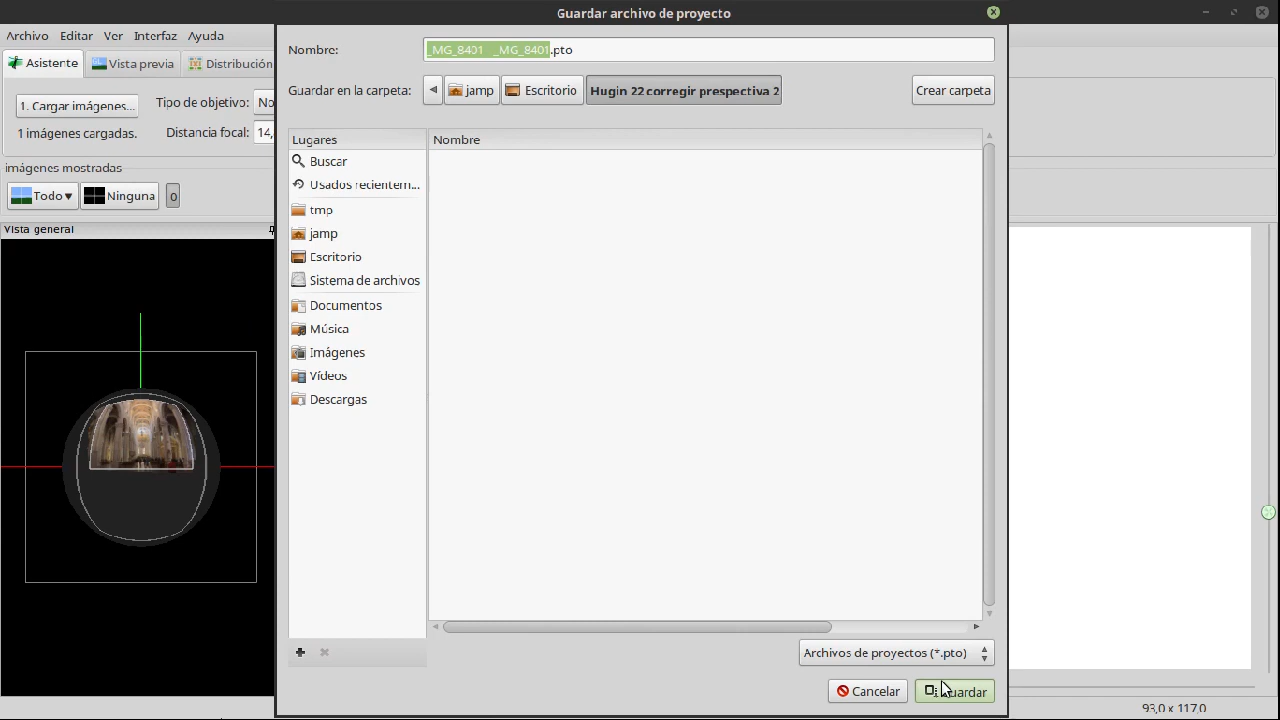 Guardar archivo de proyecto
Archivo Editar Ver Interfaz Ayuda
Nombre:
_MG_8401 _MG_8401.pto
Asistente
Vista previa
Distribución
Guardar en la carpeta:
jamp
Escritorio
Hugin 22 corregir prespectiva 2
Crear carpeta
1. Cargar imágenes...
Tipo de objetivo:
No
1 imágenes cargadas.
Distancia focal:
14,
Lugares
Nombre
imágenes mostradas
Buscar
Usados recientem...
Todo
Ninguna
0
tmp
Vista general
jamp
Escritorio
Sistema de archivos
Documentos
Música
Imágenes
Vídeos
Descargas
Archivos de proyectos (*.pto)
Cancelar
uardar
93,0 x 117,0